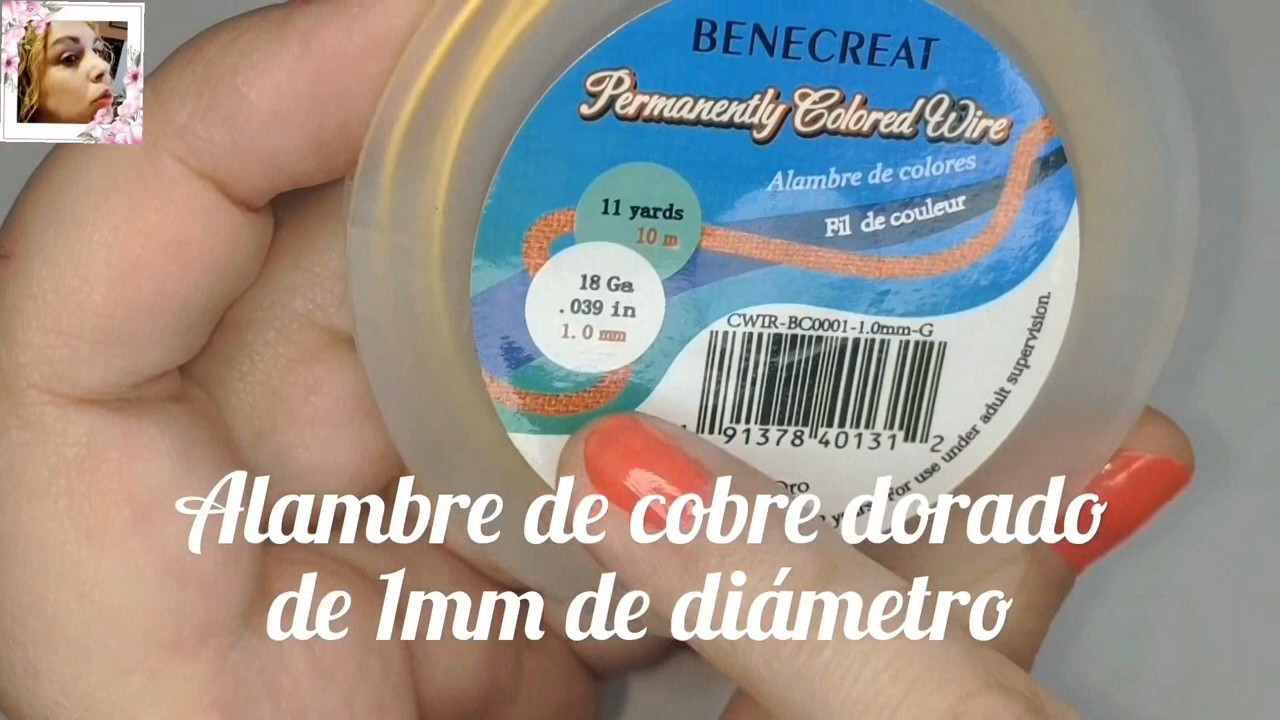 BENECREAT
Permanently Colored Wire
Alambre de colores
Fil de couleur
11 yards
10 m
18 Ga
.039 in
1.0 mm
CWIR-BC0001-1.0mm-G
91378 40131 2
For use under adult supervision.
Alambre de cobre dorado
de 1mm de diámetro